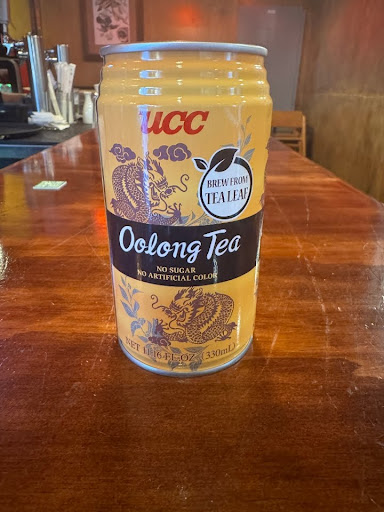 UCC
BREW FROM
TEA LEAF
Oolong Tea
NO SUGAR
NO ARTIFICIAL COLOR
NET 11.16 FL OZ (330mL)